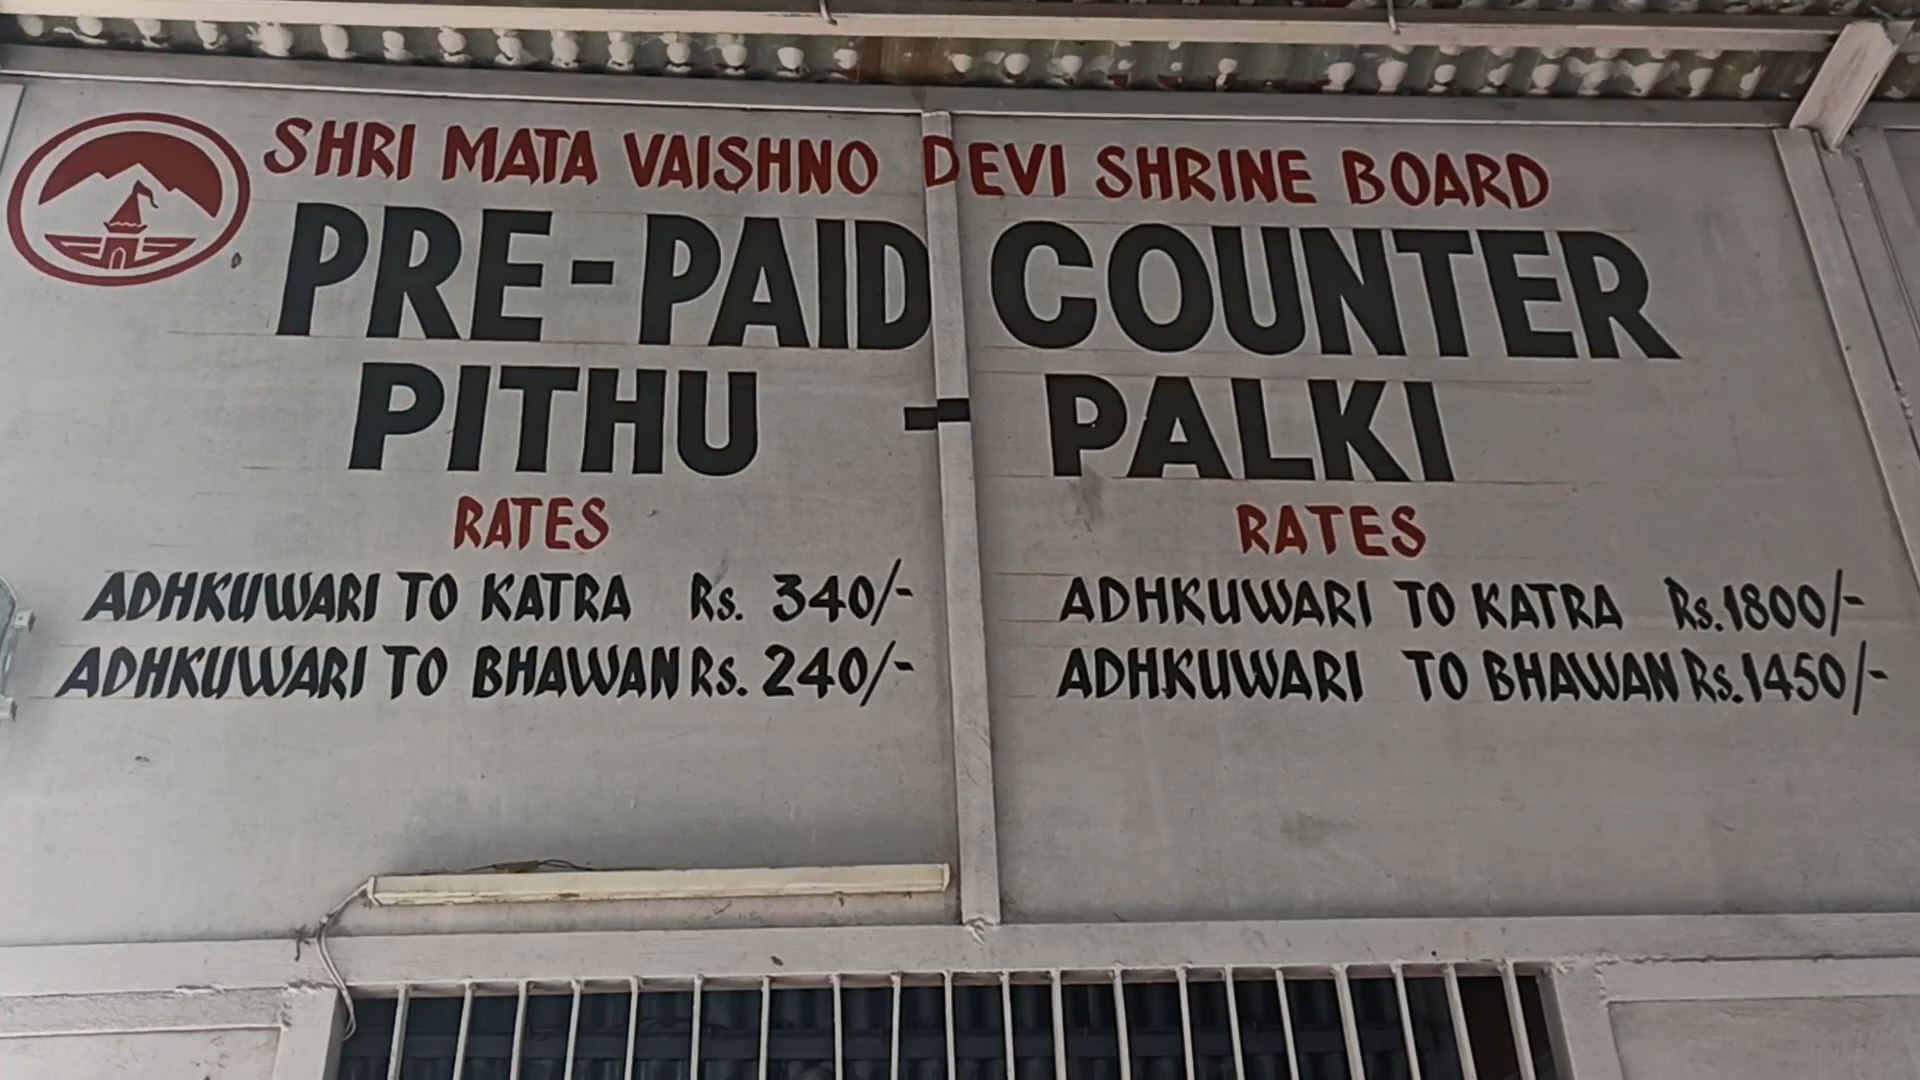 SHRI MATA VAISHNO DEVI SHRINE BOARD
PRE-PAID COUNTER
PITHU - PALKI
RATES RATES
ADHKUWARI TO KATRA Rs. 340/- ADHKUWARI TO KATRA Rs.1800/-
ADHKUWARI TO BHAWAN Rs. 240/- ADHKUWARI TO BHAWAN Rs.1450/-